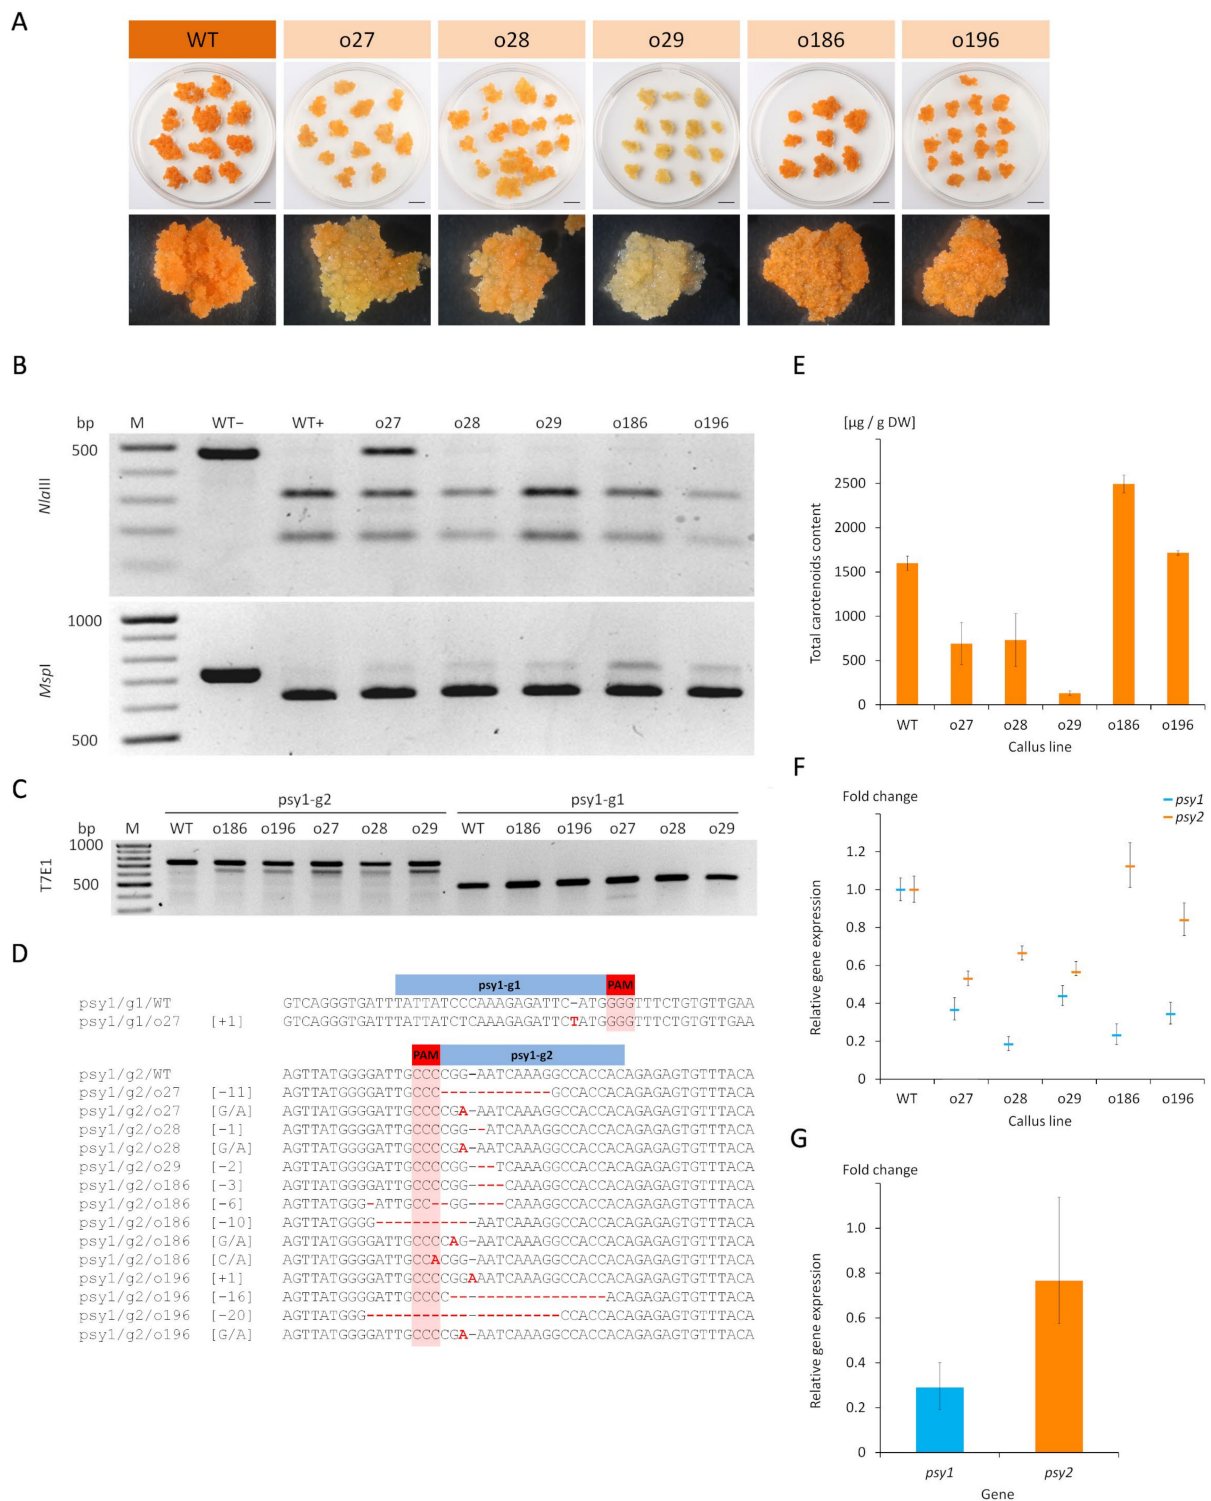 A
WT o27 o28 o29 o186 o196
B
bp M WT− WT+ o27 o28 o29 o186 o196
500
NlaIII
1000
MspI
500
C
psy1-g2 psy1-g1
bp M WT o186 o196 o27 o28 o29 WT o186 o196 o27 o28 o29
1000
T7E1
500
D
psy1-g1 PAM
psy1/g1/WT GTCAGGGTGATTTATTATCCCAAAGAGATTC-ATGGGGTTTCTGTGTTGAA
psy1/g1/o27 [+1] GTCAGGGTGATTTATTATCTCAAAGAGATTCTATGGGGTTTCTGTGTTGAA
PAM psy1-g2
psy1/g2/WT AGTTATGGGGATTGCCCCGG-AATCAAAGGCCACCACAGAGAGTGTTTACA
psy1/g2/o27 [-11] AGTTATGGGGATTGCCC------------GCCACCACAGAGAGTGTTTACA
psy1/g2/o27 [G/A] AGTTATGGGGATTGCCCCGA-AATCAAAGGCCACCACAGAGAGTGTTTACA
psy1/g2/o28 [-1] AGTTATGGGGATTGCCCCGG--ATCAAAGGCCACCACAGAGAGTGTTTACA
psy1/g2/o28 [G/A] AGTTATGGGGATTGCCCCGA-AATCAAAGGCCACCACAGAGAGTGTTTACA
psy1/g2/o29 [-2] AGTTATGGGGATTGCCCCGG---TCAAAGGCCACCACAGAGAGTGTTTACA
psy1/g2/o186 [-3] AGTTATGGGGATTGCCCCGG----CAAAGGCCACCACAGAGAGTGTTTACA
psy1/g2/o186 [-6] AGTTATGGG-ATTGCC--GG----CAAAGGCCACCACAGAGAGTGTTTACA
psy1/g2/o186 [-10] AGTTATGGGG-----------AATCAAAGGCCACCACAGAGAGTGTTTACA
psy1/g2/o186 [G/A] AGTTATGGGGATTGCCCCAG-AATCAAAGGCCACCACAGAGAGTGTTTACA
psy1/g2/o186 [C/A] AGTTATGGGGATTGCCACGG-AATCAAAGGCCACCACAGAGAGTGTTTACA
psy1/g2/o196 [+1] AGTTATGGGGATTGCCCCGGAAATCAAAGGCCACCACAGAGAGTGTTTACA
psy1/g2/o196 [-16] AGTTATGGGGATTGCCCC-----------------ACAGAGAGTGTTTACA
psy1/g2/o196 [-20] AGTTATGGG---------------------CCACCACAGAGAGTGTTTACA
psy1/g2/o196 [G/A] AGTTATGGGGATTGCCCCGA-AATCAAAGGCCACCACAGAGAGTGTTTACA
E
[µg / g DW]
Total carotenoids content
2500
2000
1500
1000
500
0
WT o27 o28 o29 o186 o196
Callus line
F
Fold change
psy1
psy2
Relative gene expression
1.2
1.0
0.8
0.6
0.4
0.2
0
WT o27 o28 o29 o186 o196
Callus line
G
Fold change
Relative gene expression
1.0
0.8
0.6
0.4
0.2
0
psy1 psy2
Gene